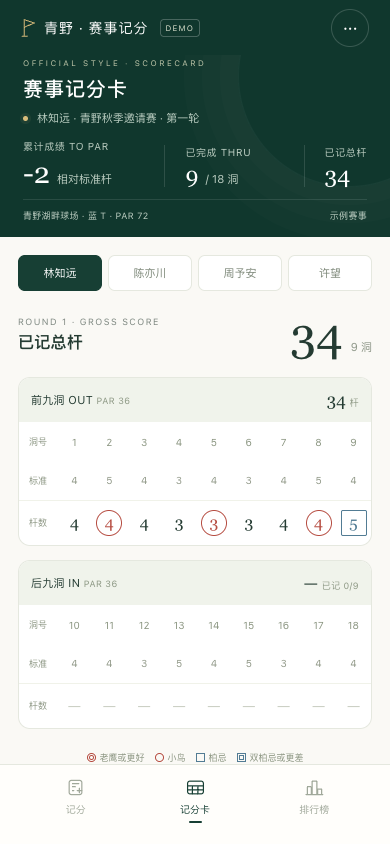 青野 · 赛事记分 DEMO
OFFICIAL STYLE · SCORECARD
赛事记分卡
林知远 · 青野秋季邀请赛 · 第一轮
累计成绩 TO PAR 已完成 THRU 已记总杆
-2 相对标准杆 9 / 18 洞 34
青野湖畔球场 · 蓝 T · PAR 72 示例赛事
林知远 陈亦川 周予安 许望
ROUND 1 · GROSS SCORE
已记总杆 34 9 洞
前九洞 OUT PAR 36 34 杆
洞号 1 2 3 4 5 6 7 8 9
标准 4 5 4 3 4 3 4 5 4
杆数 4 4 4 3 3 3 4 4 5
后九洞 IN PAR 36 — 已记 0/9
洞号 10 11 12 13 14 15 16 17 18
标准 4 4 3 5 4 5 3 4 4
杆数 — — — — — — — — —
老鹰或更好 小鸟 柏忌 双柏忌或更差
记分 记分卡 排行榜